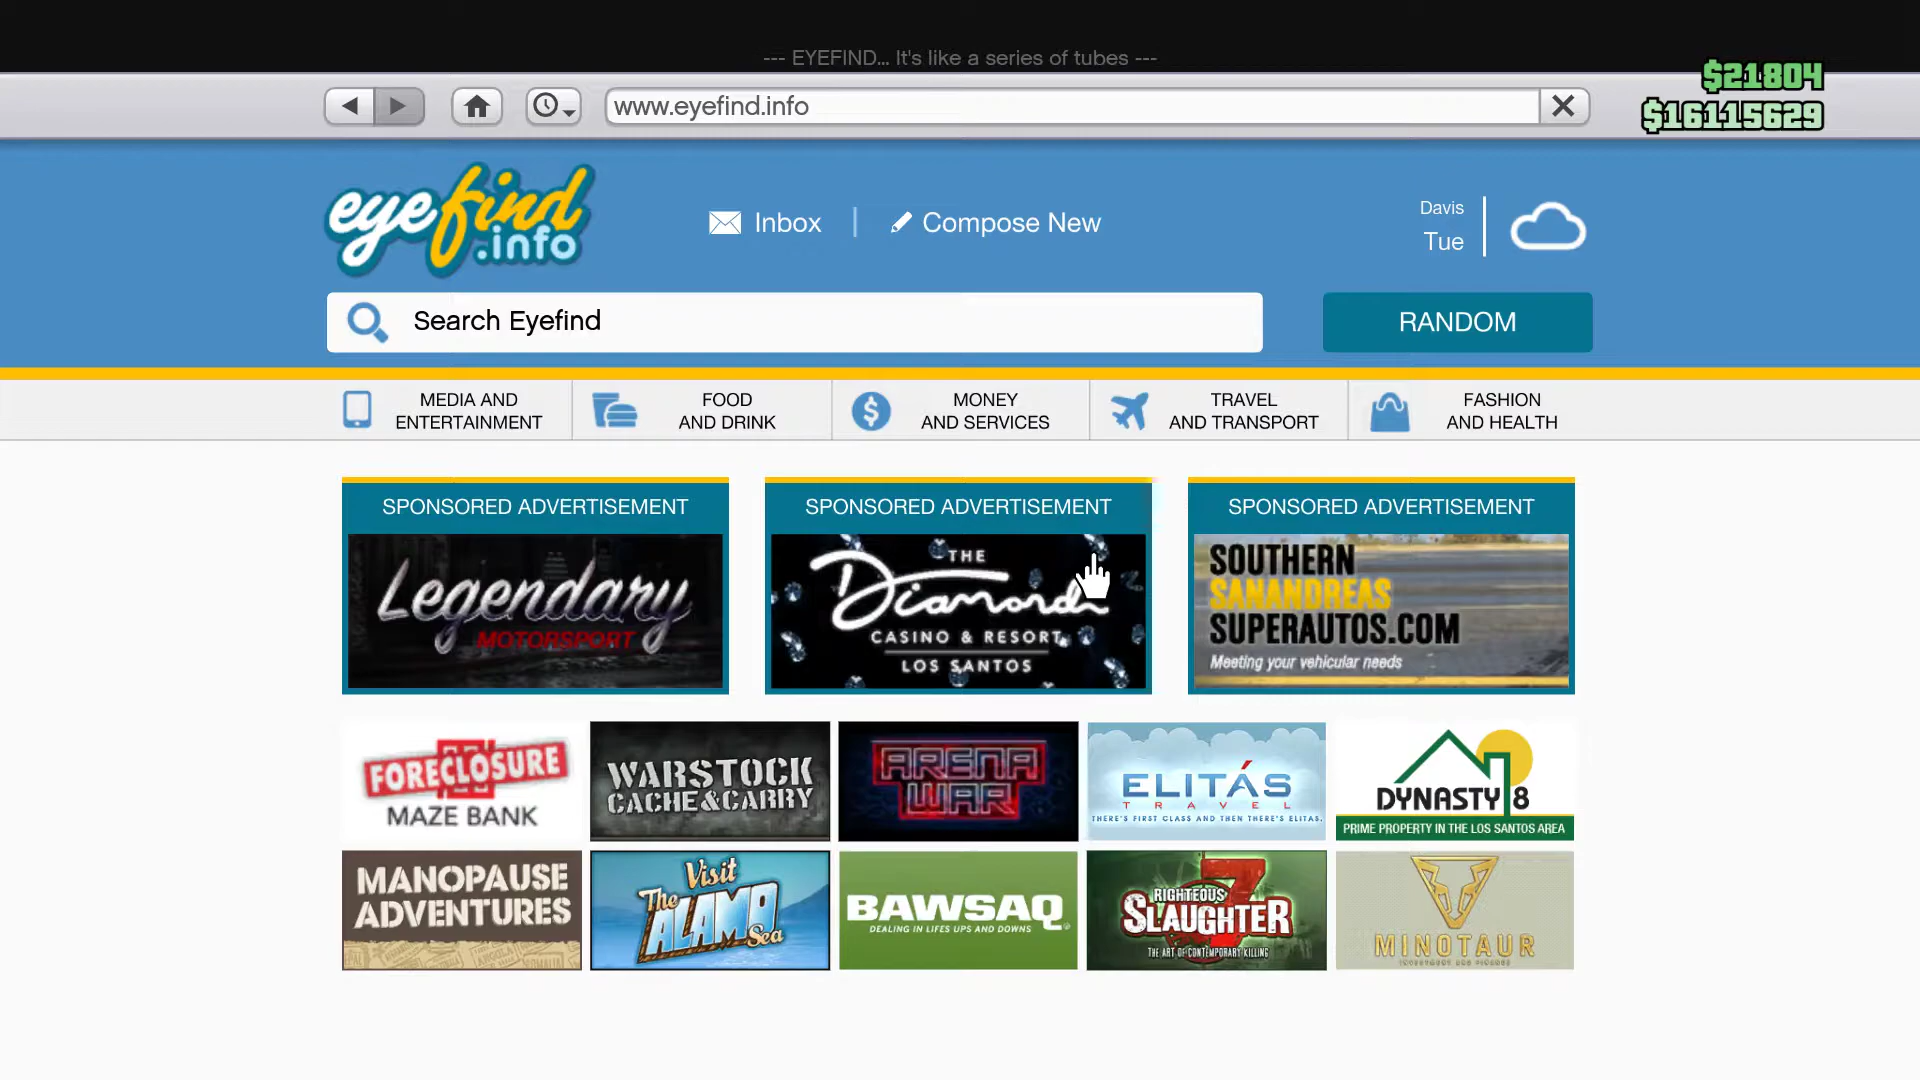 --- EYEFIND... It's like a series of tubes ---
$21804
www.eyefind.info
$16115629
eyefind
.info
Inbox
Compose New
Davis
Tue
Search Eyefind
RANDOM
MEDIA AND
ENTERTAINMENT
FOOD
AND DRINK
MONEY
AND SERVICES
TRAVEL
AND TRANSPORT
FASHION
AND HEALTH
SPONSORED ADVERTISEMENT
Legendary
MOTORSPORT
SPONSORED ADVERTISEMENT
THE
Diamond
CASINO & RESORT
LOS SANTOS
SPONSORED ADVERTISEMENT
SOUTHERN
SANANDREAS
SUPERAUTOS.COM
Meeting your vehicular needs
FORECLOSURE
MAZE BANK
WARSTOCK
CACHE&CARRY
ARENA
WAR
ELITÁS
TRAVEL
THERE'S FIRST CLASS AND THEN THERE'S ELITAS.
DYNASTY 8
PRIME PROPERTY IN THE LOS SANTOS AREA
MANOPAUSE
ADVENTURES
Visit
The
ALAMO
Sea
BAWSAQ
DEALING IN LIFES UPS AND DOWNS
RIGHTEOUS
SLAUGHTER
7
THE ART OF CONTEMPORARY KILLING
MINOTAUR
INVESTMENT AND FINANCE